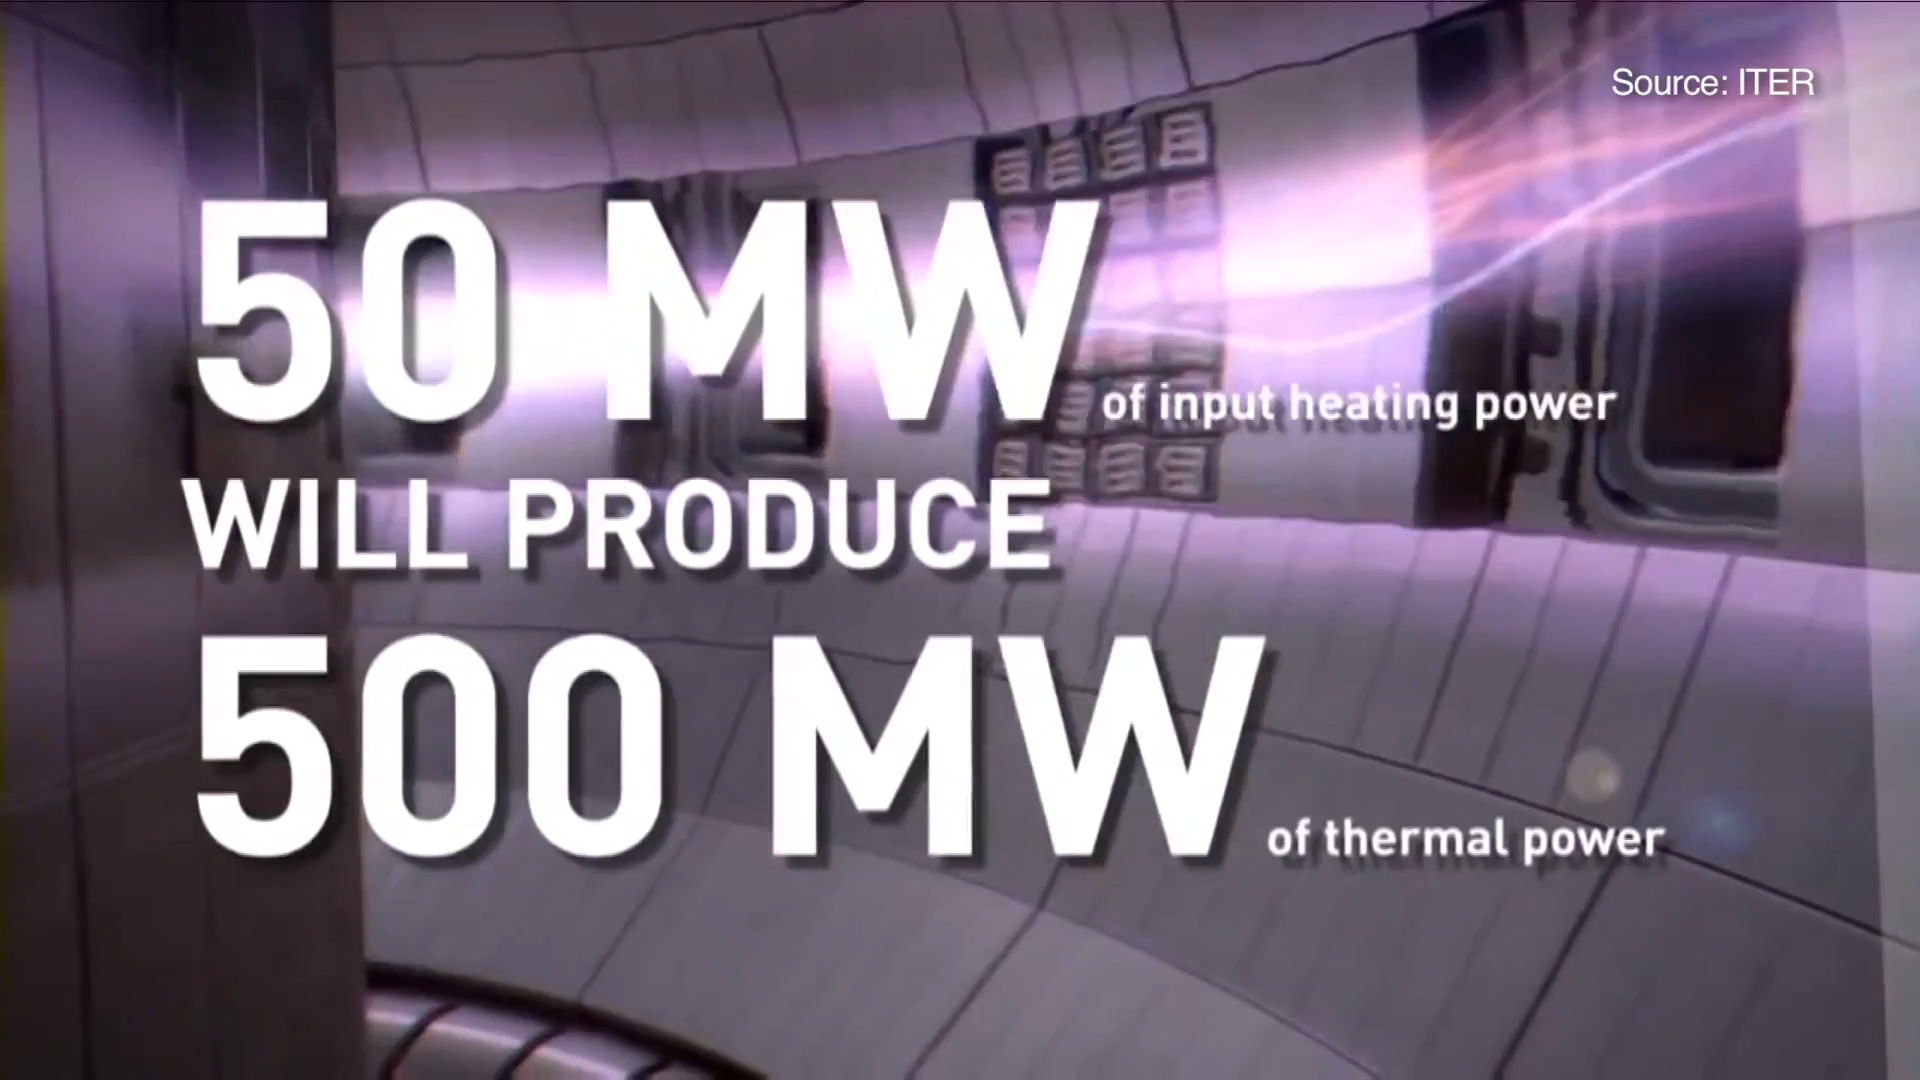 Source: ITER
50 MW of input heating power
WILL PRODUCE
500 MW of thermal power